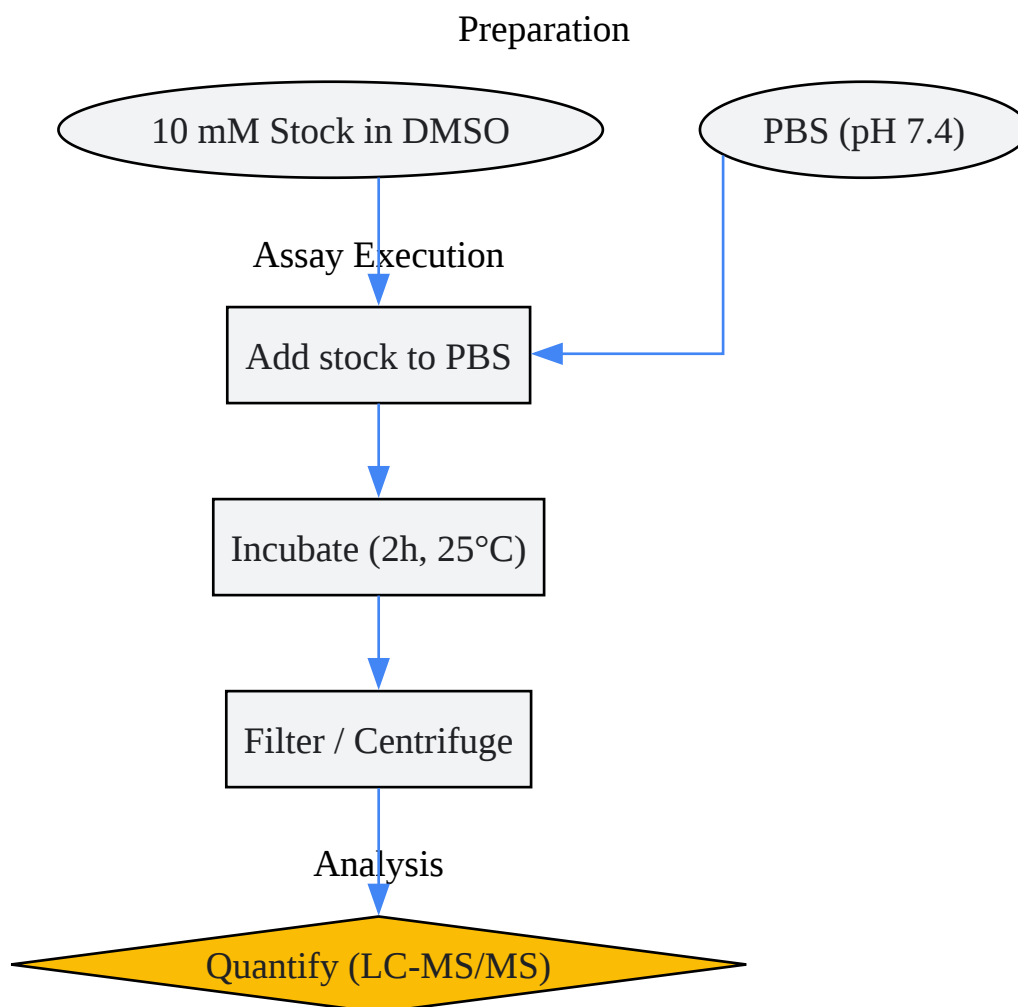 Preparation
10 mM Stock in DMSO
PBS (pH 7.4)
Assay Execution
Add stock to PBS
Incubate (2h, 25°C)
Filter / Centrifuge
Analysis
Quantify (LC-MS/MS)